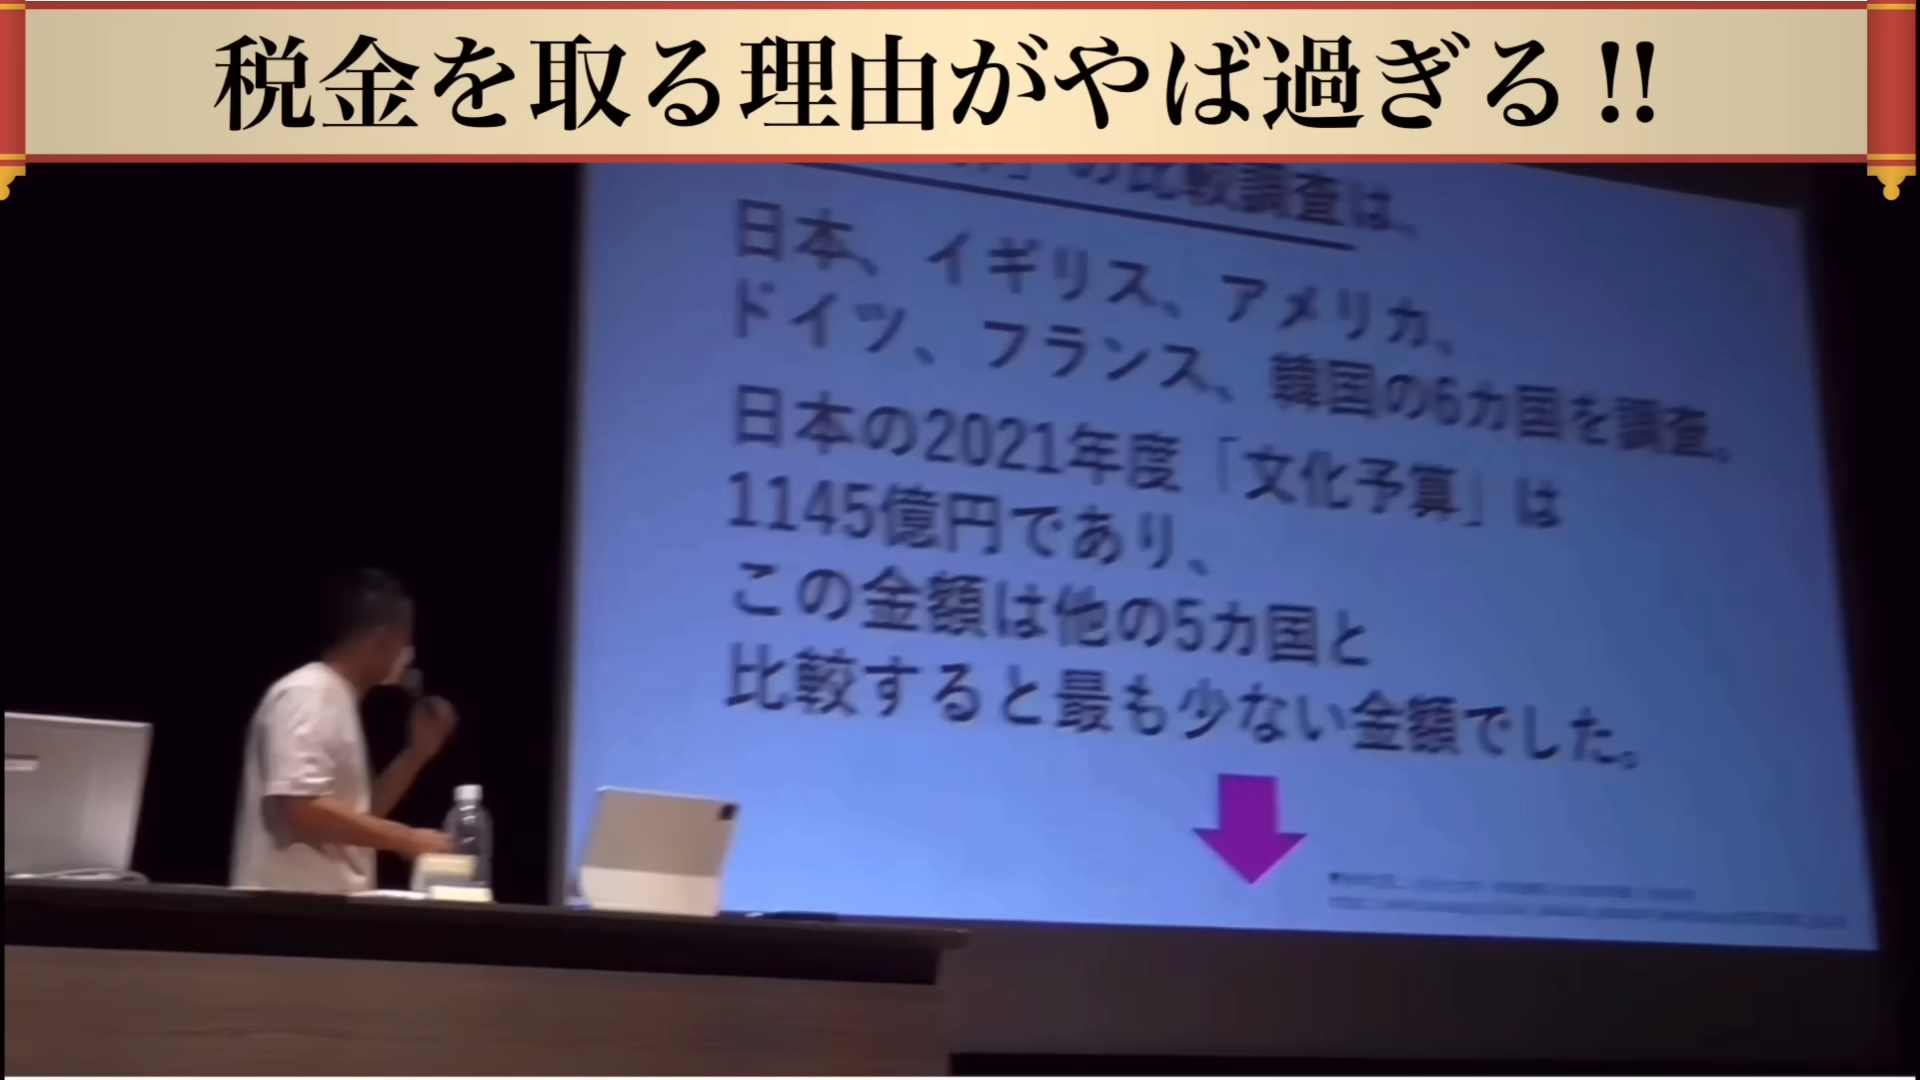 税金を取る理由がやば過ぎる!!
」の比較調査は、
日本、イギリス、アメリカ、
ドイツ、フランス、韓国の6カ国を調査。
日本の2021年度「文化予算」は
1145億円であり、
この金額は他の5カ国と
比較すると最も少ない金額でした。